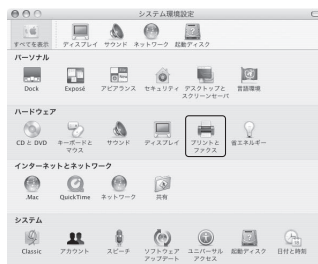 システム環境設定
すべてを表示 ディスプレイ サウンド ネットワーク 起動ディスク
パーソナル
Dock Exposé アピアランス セキュリティ デスクトップと スクリーンセーバ 言語環境
ハードウェア
CD と DVD キーボードと マウス サウンド ディスプレイ プリントと ファクス 省エネルギー
インターネットとネットワーク
.Mac QuickTime ネットワーク 共有
システム
Classic アカウント スピーチ ソフトウェア アップデート ユニバーサル アクセス 起動ディスク 日付と時刻